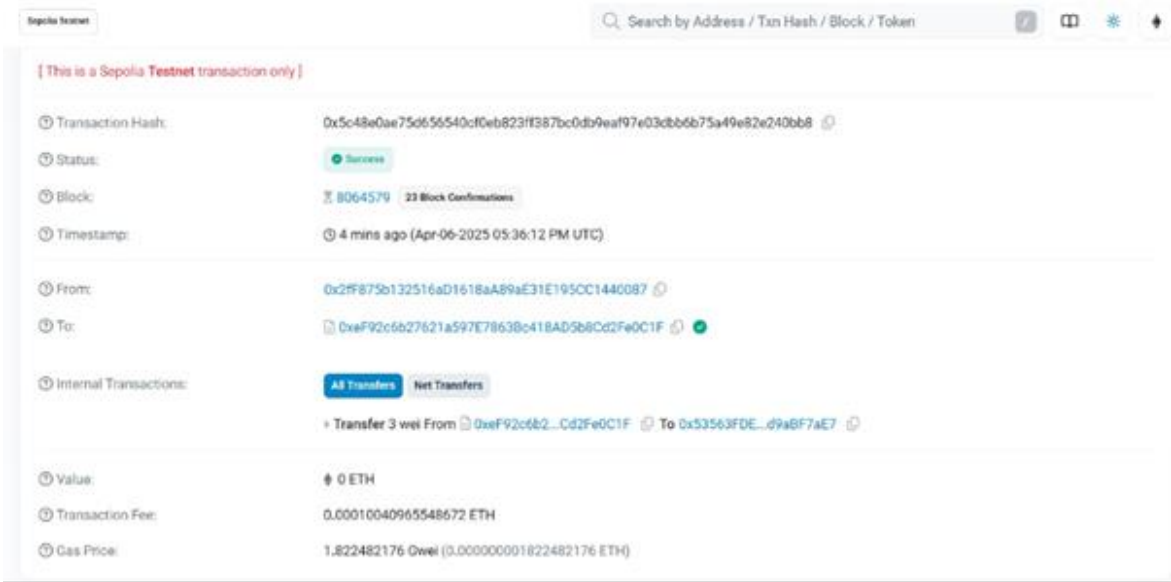 Sepolia Testnet
Search by Address / Txn Hash / Block / Token /
[ This is a Sepolia Testnet transaction only ]
Transaction Hash: 0x5c48e0ae75d656540cf0eb823ff387bc0db9eaf97e03dbb6b75a49e82e240bb8
Status: Success
Block: 8064579 23 Block Confirmations
Timestamp: 4 mins ago (Apr-06-2025 05:36:12 PM UTC)
From: 0x2fF875b132516aD1618aA89aE31E195CC1440087
To: 0xeF92c6b27621a597E7863Bc418AD5b8Cd2Fe0C1F
Internal Transactions: All Transfers Net Transfers
Transfer 3 wei From 0xeF92c6b2...Cd2Fe0C1F To 0x53563FDE...d9aBF7aE7
Value: 0 ETH
Transaction Fee: 0.00010040965548672 ETH
Gas Price: 1.822482176 Gwei (0.000000001822482176 ETH)